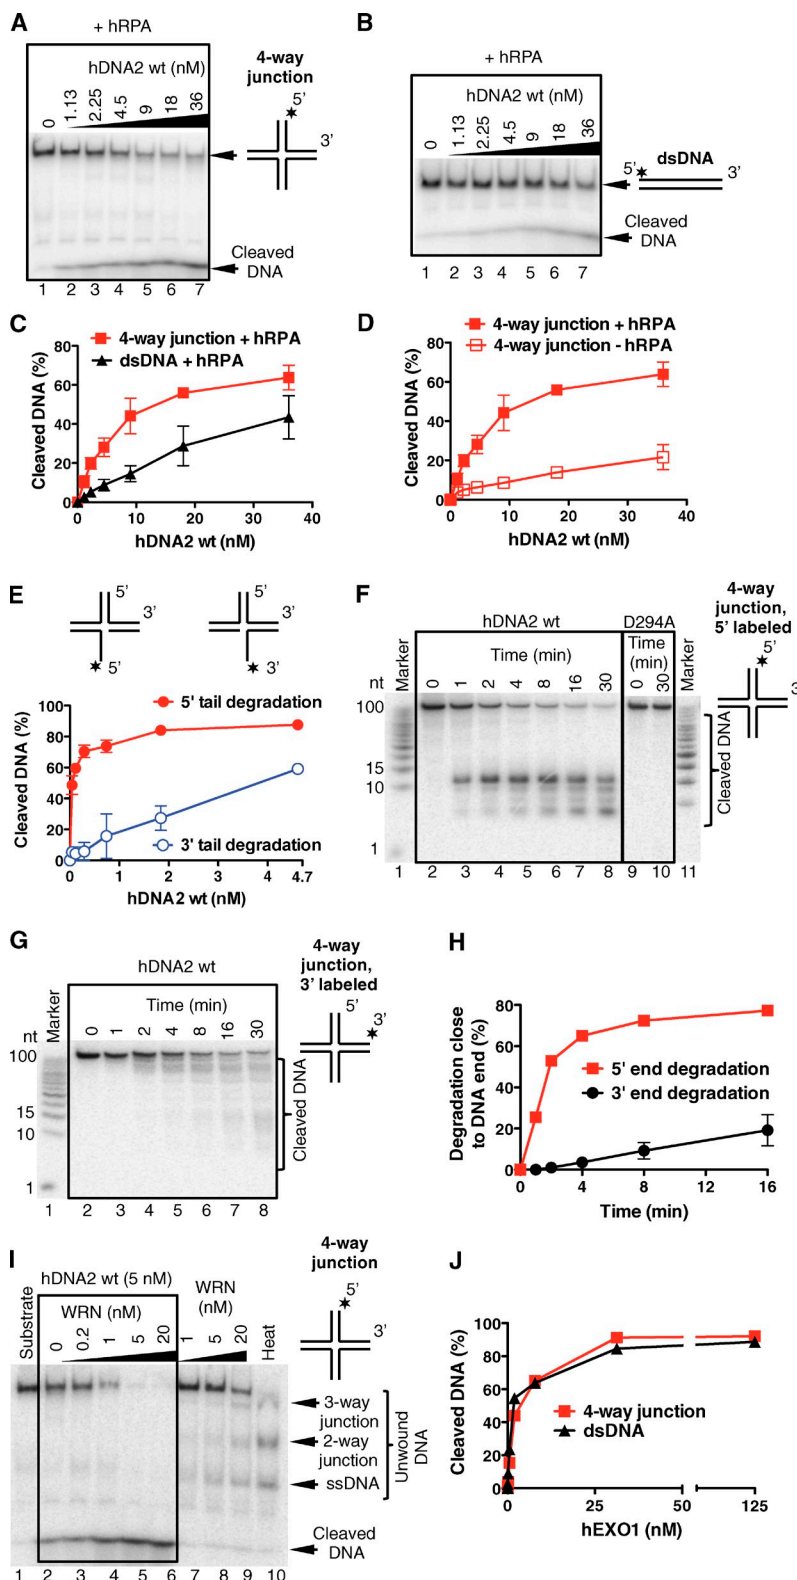 A
+ hRPA
hDNA2 wt (nM)
0 1.13 2.25 4.5 9 18 36
4-way
junction
5’
3’
Cleaved
DNA
1 2 3 4 5 6 7
B
+ hRPA
hDNA2 wt (nM)
0 1.13 2.25 4.5 9 18 36
dsDNA
5’
3’
Cleaved
DNA
1 2 3 4 5 6 7
C
4-way junction + hRPA
dsDNA + hRPA
Cleaved DNA (%)
80
60
40
20
0
0 10 20 30 40
hDNA2 wt (nM)
D
4-way junction + hRPA
4-way junction - hRPA
Cleaved DNA (%)
80
60
40
20
0
0 10 20 30 40
hDNA2 wt (nM)
E
5’
3’
5’
5’
3’
3’
Cleaved DNA (%)
100
80
60
40
20
0
5' tail degradation
3' tail degradation
0 1 2 3 4 4.7
hDNA2 wt (nM)
F
hDNA2 wt
D294A
4-way
junction,
5’ labeled
5’
3
Time (min)
Time
(min)
nt
Marker
0 1 2 4 8 16 30
0 30
Marker
100
15
10
1
Cleaved DNA
1 2 3 4 5 6 7 8 9 10 11
G
hDNA2 wt
4-way
junction,
3’ labeled
5’
3’
Time (min)
nt
Marker
0 1 2 4 8 16 30
100
15
10
1
Cleaved DNA
1 2 3 4 5 6 7 8
H
Degradation close
to DNA end (%)
80
60
40
20
0
5' end degradation
3' end degradation
0 4 8 12 16
Time (min)
I
hDNA2 wt (5 nM)
4-way
junction
5’
3’
Substrate
WRN (nM)
0 0.2 1 5 20
WRN
(nM)
1 5 20
Heat
3-way
junction
2-way
junction
ssDNA
Unwound
DNA
Cleaved
DNA
1 2 3 4 5 6 7 8 9 10
J
Cleaved DNA (%)
100
80
60
40
20
0
4-way junction
dsDNA
0 25 50 125
hEXO1 (nM)